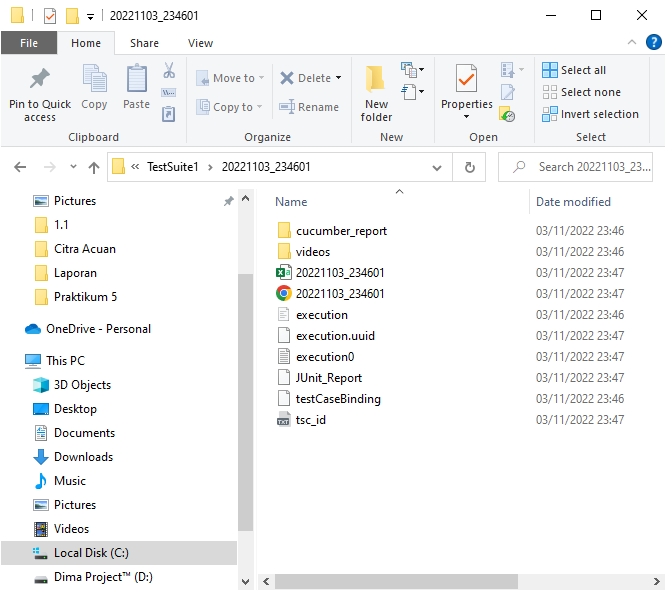 20221103_234601
File Home Share View
Pin to Quick access
Copy
Paste
Clipboard
Move to
Copy to
Delete
Rename
Organize
New folder
New
Properties
Open
Select all
Select none
Invert selection
Select
« TestSuite1 › 20221103_234601
Search 20221103_23...
Pictures
1.1
Citra Acuan
Laporan
Praktikum 5
OneDrive - Personal
This PC
3D Objects
Desktop
Documents
Downloads
Music
Pictures
Videos
Local Disk (C:)
Dima Project™ (D:)
Name Date modified
cucumber_report 03/11/2022 23:46
videos 03/11/2022 23:46
20221103_234601 03/11/2022 23:47
20221103_234601 03/11/2022 23:47
execution 03/11/2022 23:46
execution.uuid 03/11/2022 23:47
execution0 03/11/2022 23:47
JUnit_Report 03/11/2022 23:47
testCaseBinding 03/11/2022 23:46
tsc_id 03/11/2022 23:47